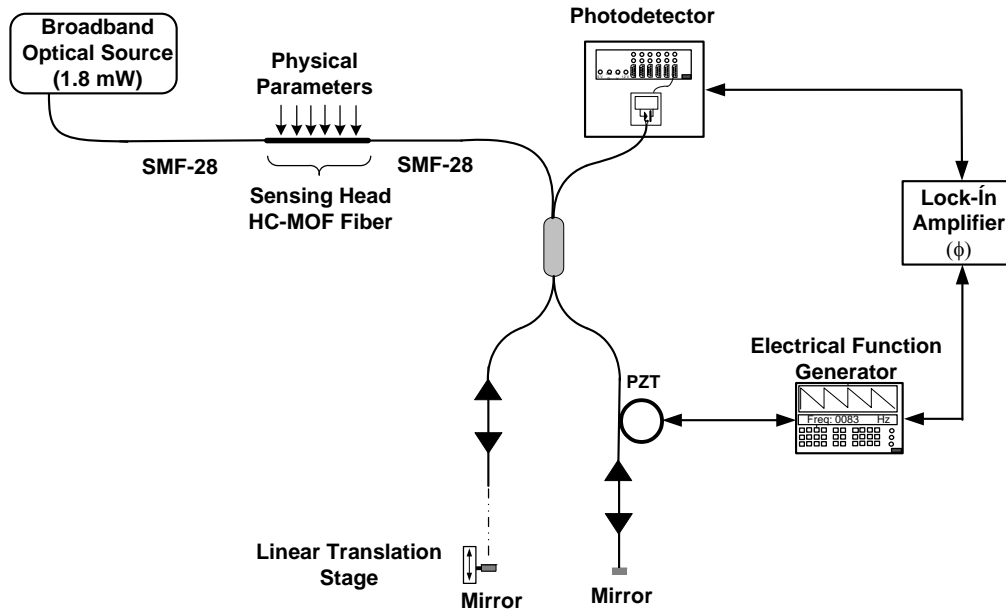 Broadband
Optical Source
(1.8 mW)
Physical
Parameters
Photodetector
SMF-28
SMF-28
Sensing Head
HC-MOF Fiber
Lock-Ín
Amplifier
(ϕ)
Electrical Function
Generator
PZT
Freq: 0083 Hz
Linear Translation
Stage
Mirror
Mirror